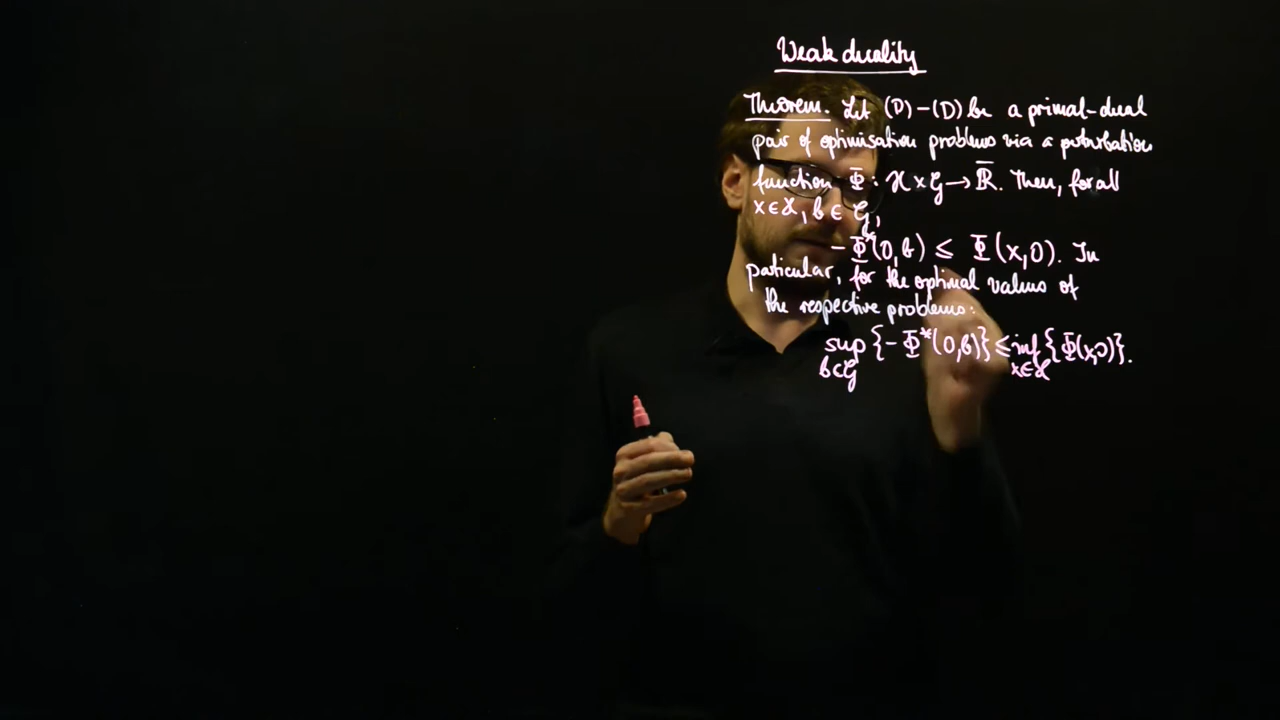 Weak duality
Theorem. Let (P)-(D) be a primal-dual
pair of optimisation problems via a perturbation
function Φ: 𝓗 × 𝓖 → ℝ̅. Then, for all
x ∈ 𝓗, b ∈ 𝓖,
-Φ*(0,b) ≤ Φ(x,0). In
particular, for the optimal values of
the respective problems:
sup {-Φ*(0,b)} ≤ inf {Φ(x,0)}.
b∈𝓖 x∈𝓗